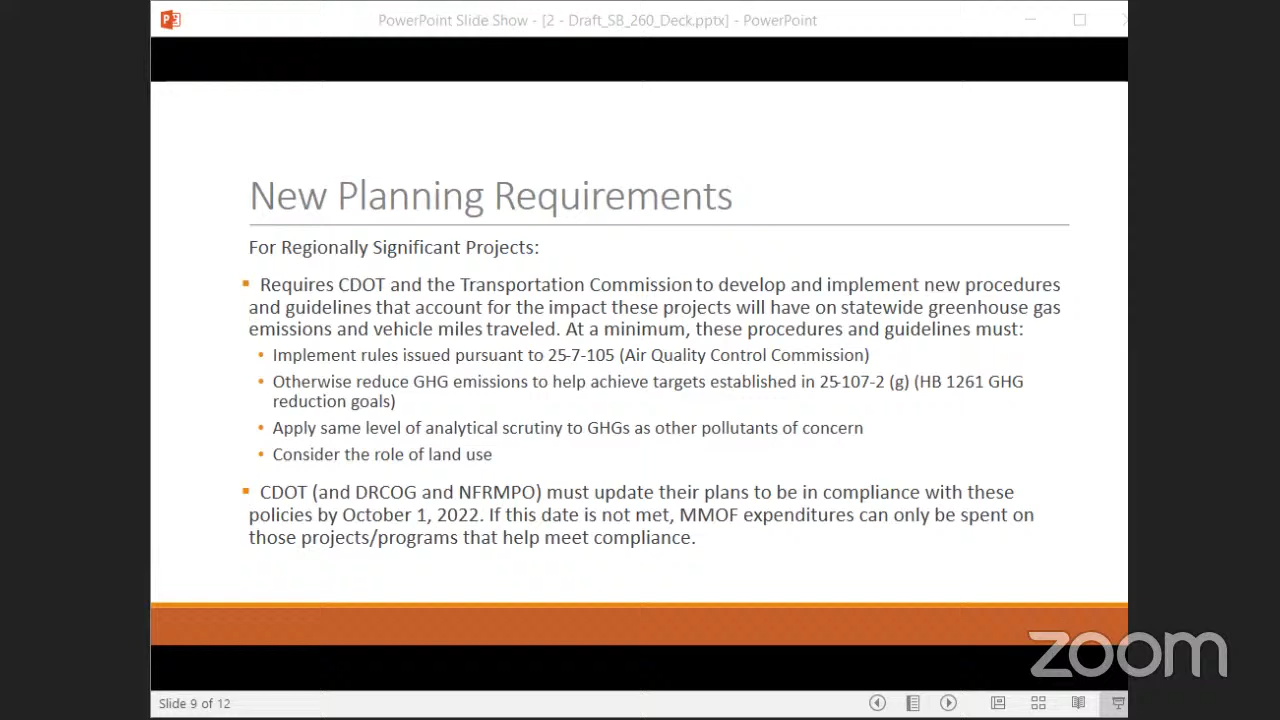 PowerPoint Slide Show - [2 - Draft_SB_260_Deck.pptx] - PowerPoint
New Planning Requirements
For Regionally Significant Projects:
▪ Requires CDOT and the Transportation Commission to develop and implement new procedures
and guidelines that account for the impact these projects will have on statewide greenhouse gas
emissions and vehicle miles traveled. At a minimum, these procedures and guidelines must:
• Implement rules issued pursuant to 25-7-105 (Air Quality Control Commission)
• Otherwise reduce GHG emissions to help achieve targets established in 25-107-2 (g) (HB 1261 GHG
reduction goals)
• Apply same level of analytical scrutiny to GHGs as other pollutants of concern
• Consider the role of land use
▪ CDOT (and DRCOG and NFRMPO) must update their plans to be in compliance with these
policies by October 1, 2022. If this date is not met, MMOF expenditures can only be spent on
those projects/programs that help meet compliance.
zoom
Slide 9 of 12